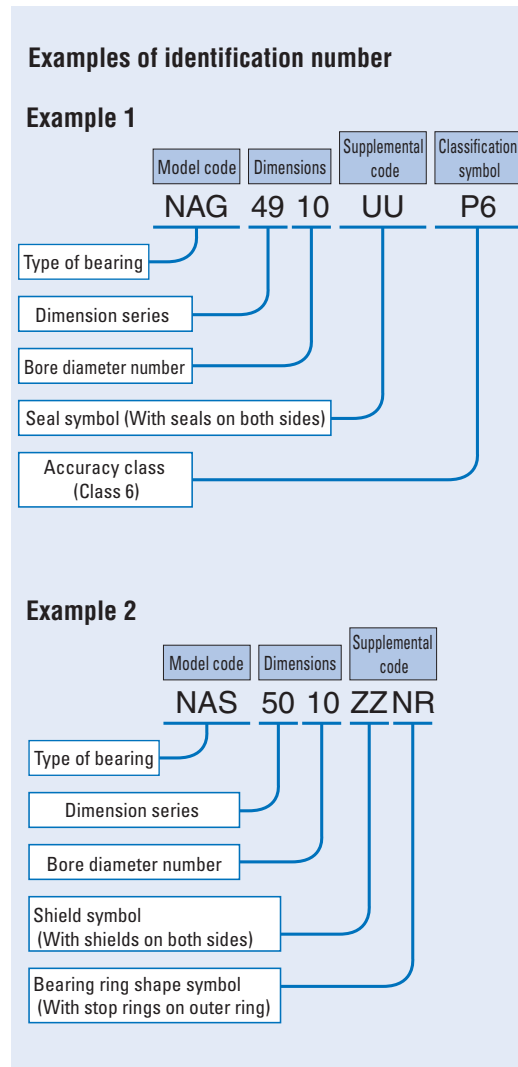 Examples of identification number
Example 1
Model code Dimensions Supplemental code Classification symbol
NAG 49 10 UU P6
Type of bearing
Dimension series
Bore diameter number
Seal symbol (With seals on both sides)
Accuracy class
(Class 6)
Example 2
Model code Dimensions Supplemental code
NAS 50 10 ZZ NR
Type of bearing
Dimension series
Bore diameter number
Shield symbol
(With shields on both sides)
Bearing ring shape symbol
(With stop rings on outer ring)